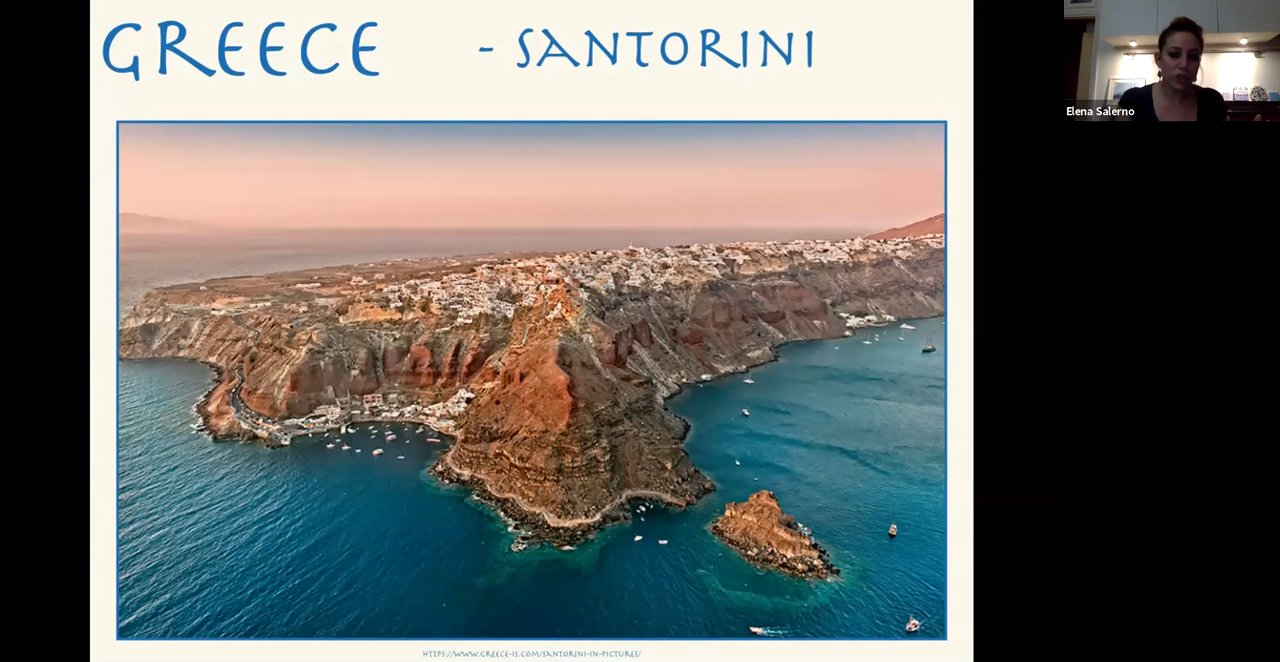 GREECE - SANTORINI
Elena Salerno
HTTPS://WWW.GREECE-IS.COM/SANTORINI-IN-PICTURES/